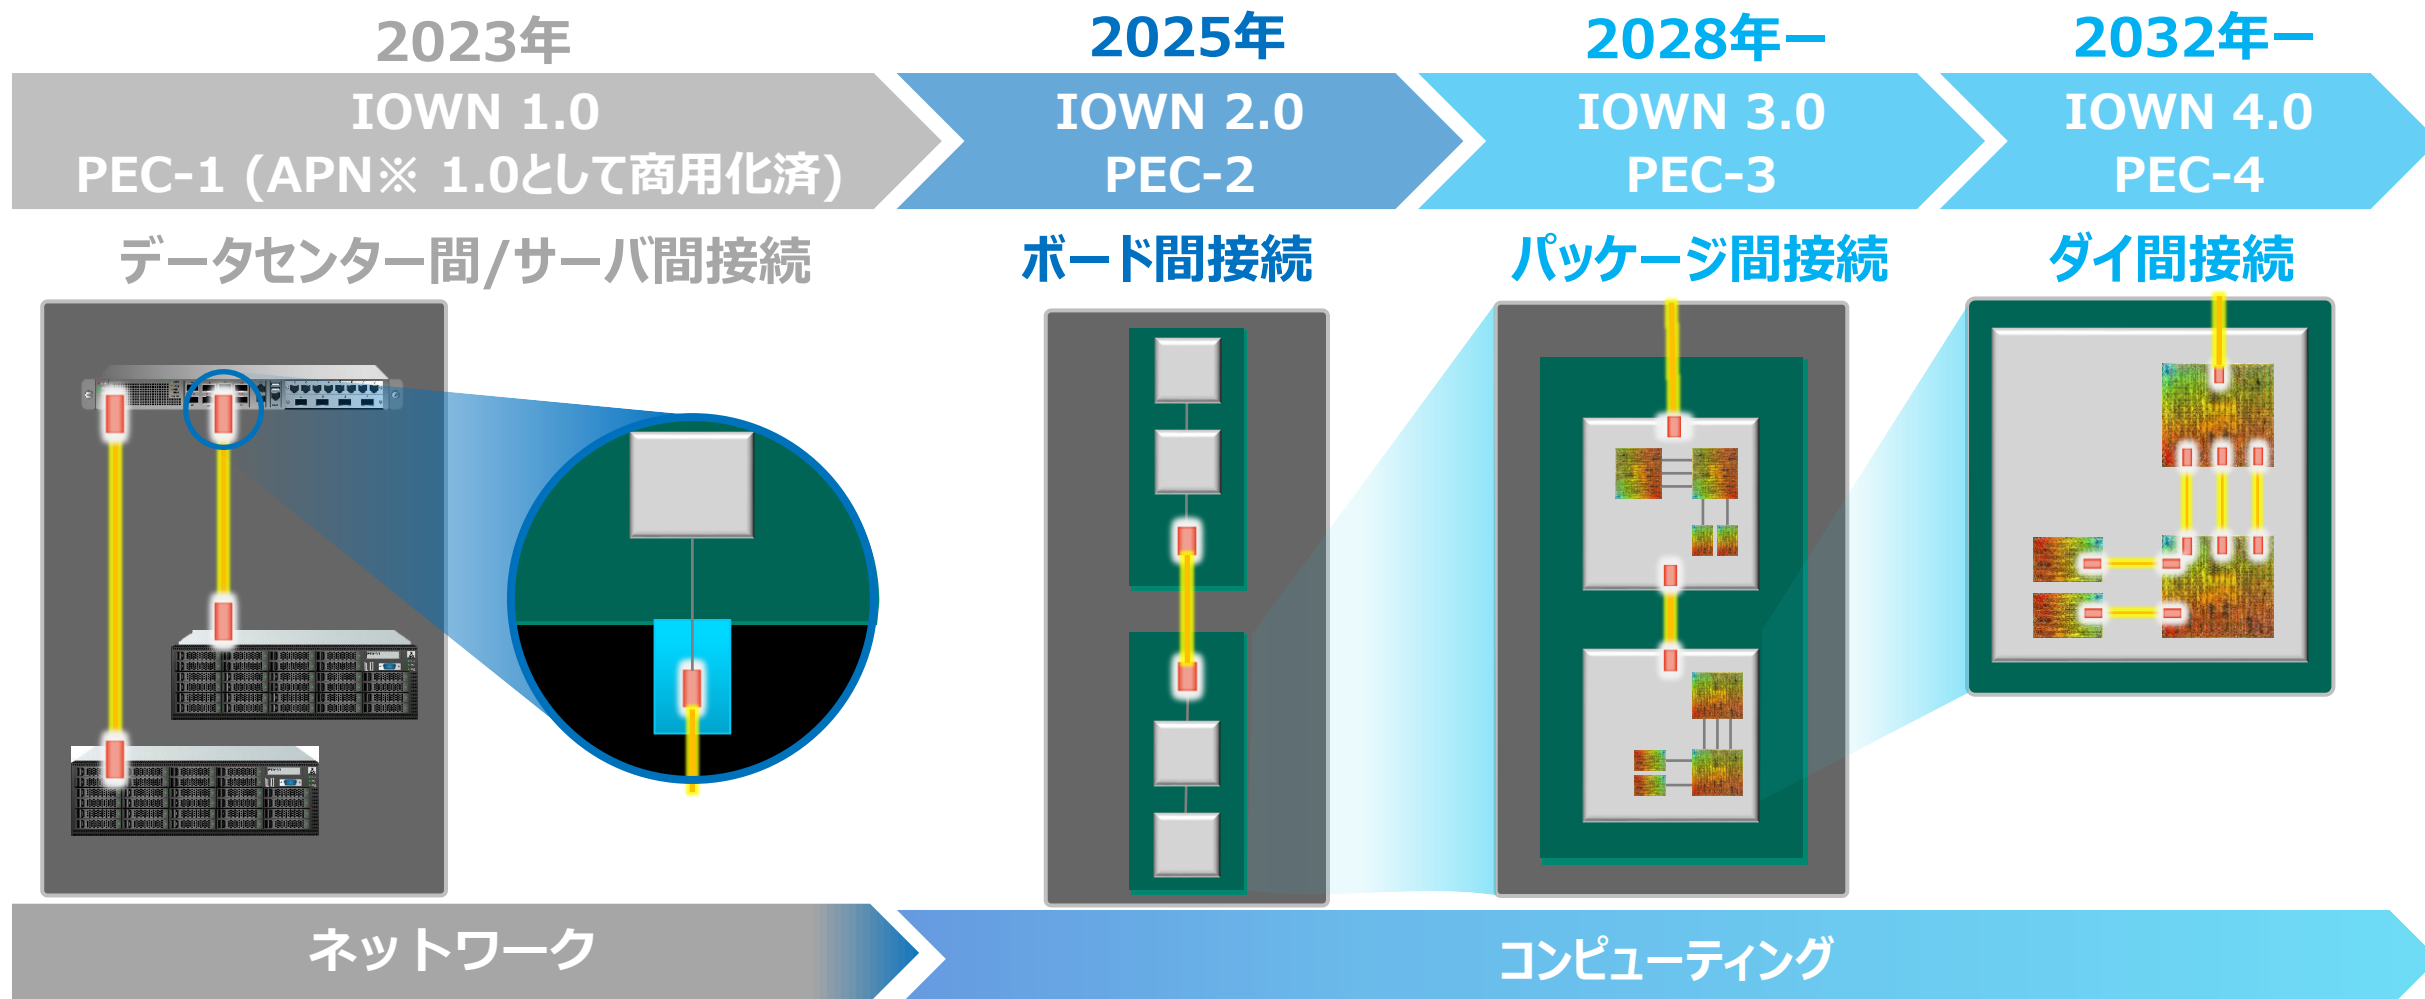 2023年
IOWN 1.0
PEC-1 (APN※ 1.0として商用化済)
データセンター間/サーバ間接続
2025年
IOWN 2.0
PEC-2
ボード間接続
2028年ー
IOWN 3.0
PEC-3
パッケージ間接続
2032年ー
IOWN 4.0
PEC-4
ダイ間接続
ネットワーク
コンピューティング